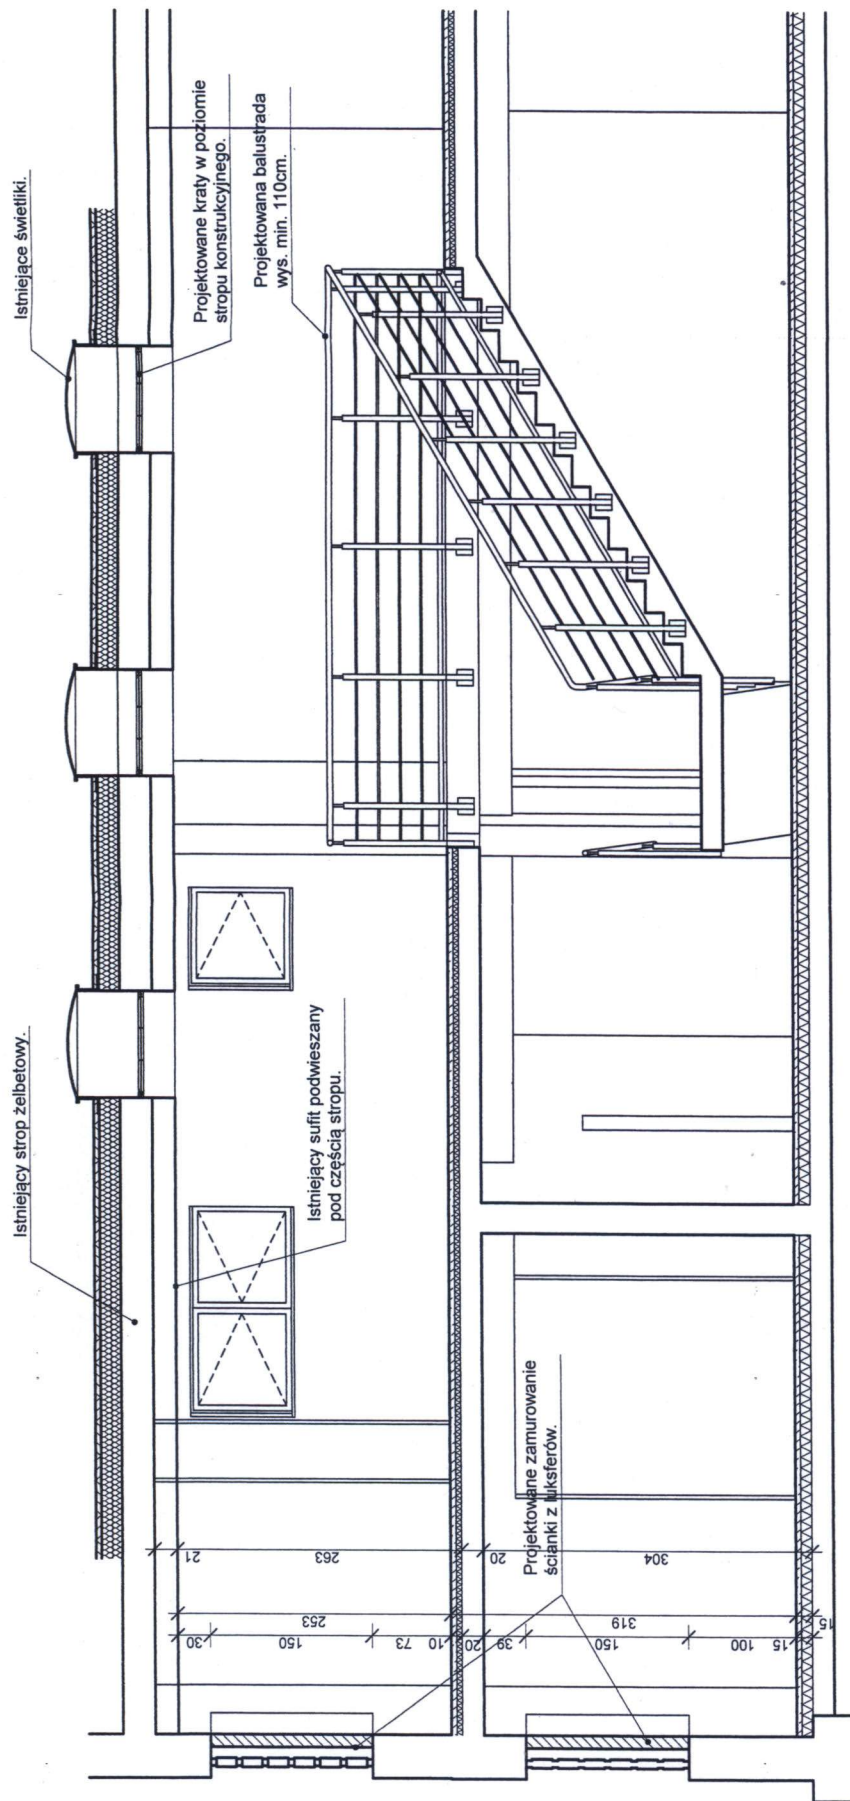 Istniejące świetliki.
Projektowane kraty w poziomie
stropu konstrukcyjnego.
Projektowana balustrada
wys. min. 110cm.
Istniejący strop żelbetowy.
Istniejący sufit podwieszany
pod częścią stropu.
Projektowane zamurowanie
ścianki z luksferów.
21
263
20
304
253
319
15
30
150
73
10
20
39
150
100
15